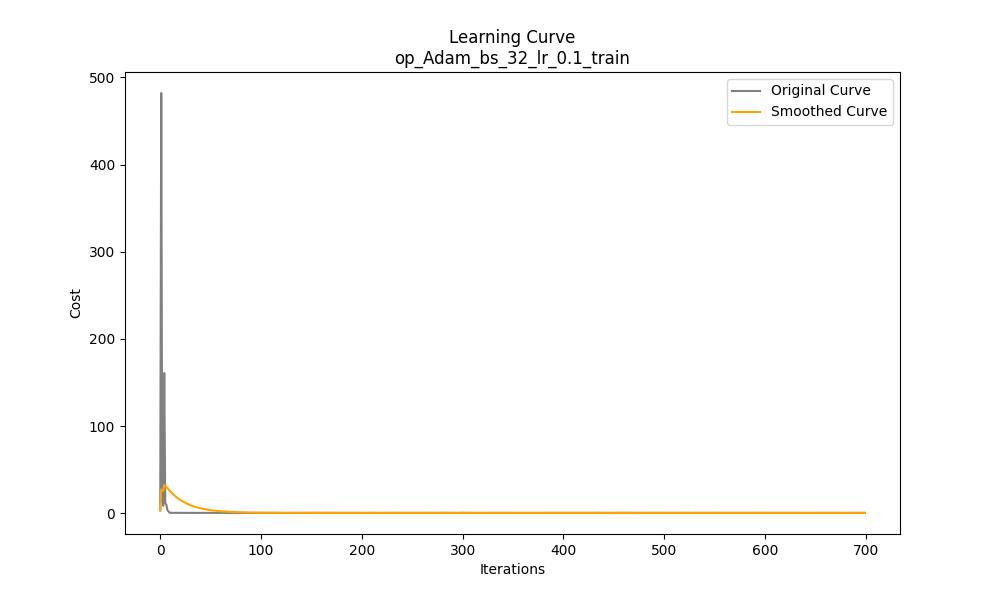 Learning Curve
op_Adam_bs_32_lr_0.1_train
Original Curve
Smoothed Curve
500
400
300
200
100
0
Cost
0 100 200 300 400 500 600 700
Iterations